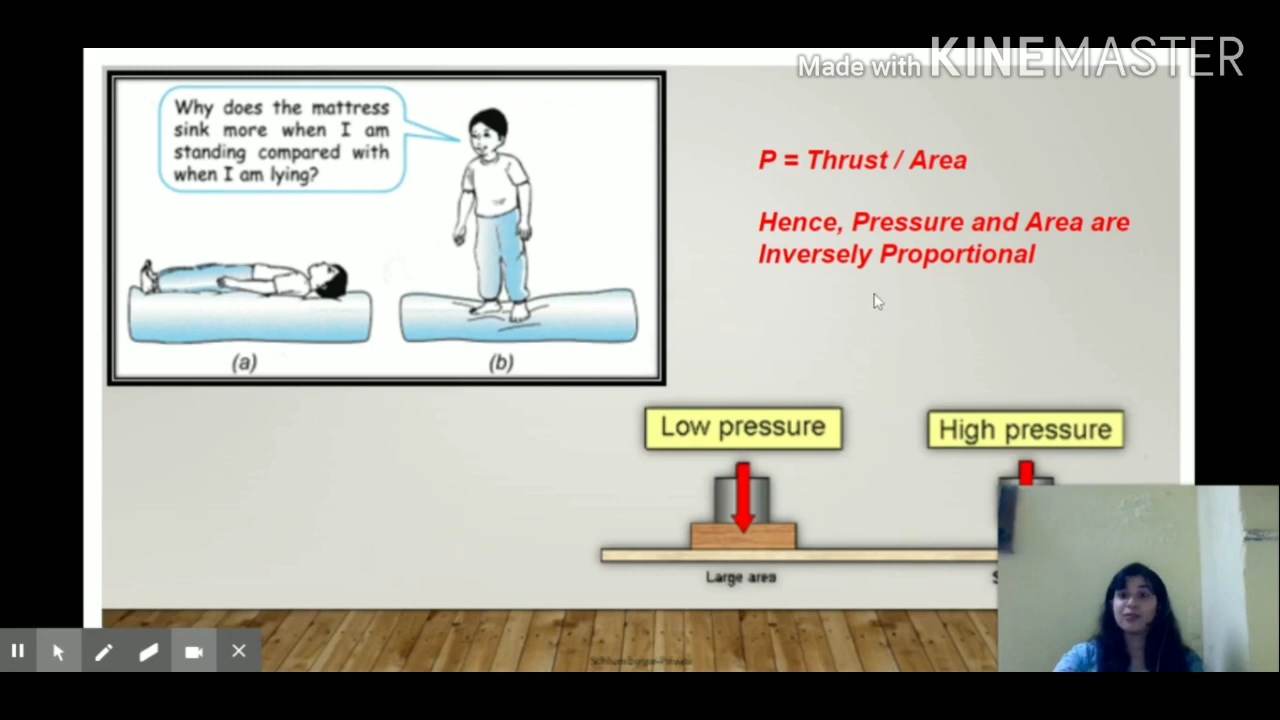 Made with KINEMASTER
Why does the mattress
sink more when I am
standing compared with
when I am lying?
(a)
(b)
P = Thrust / Area
Hence, Pressure and Area are
Inversely Proportional
Low pressure
High pressure
Large area
S